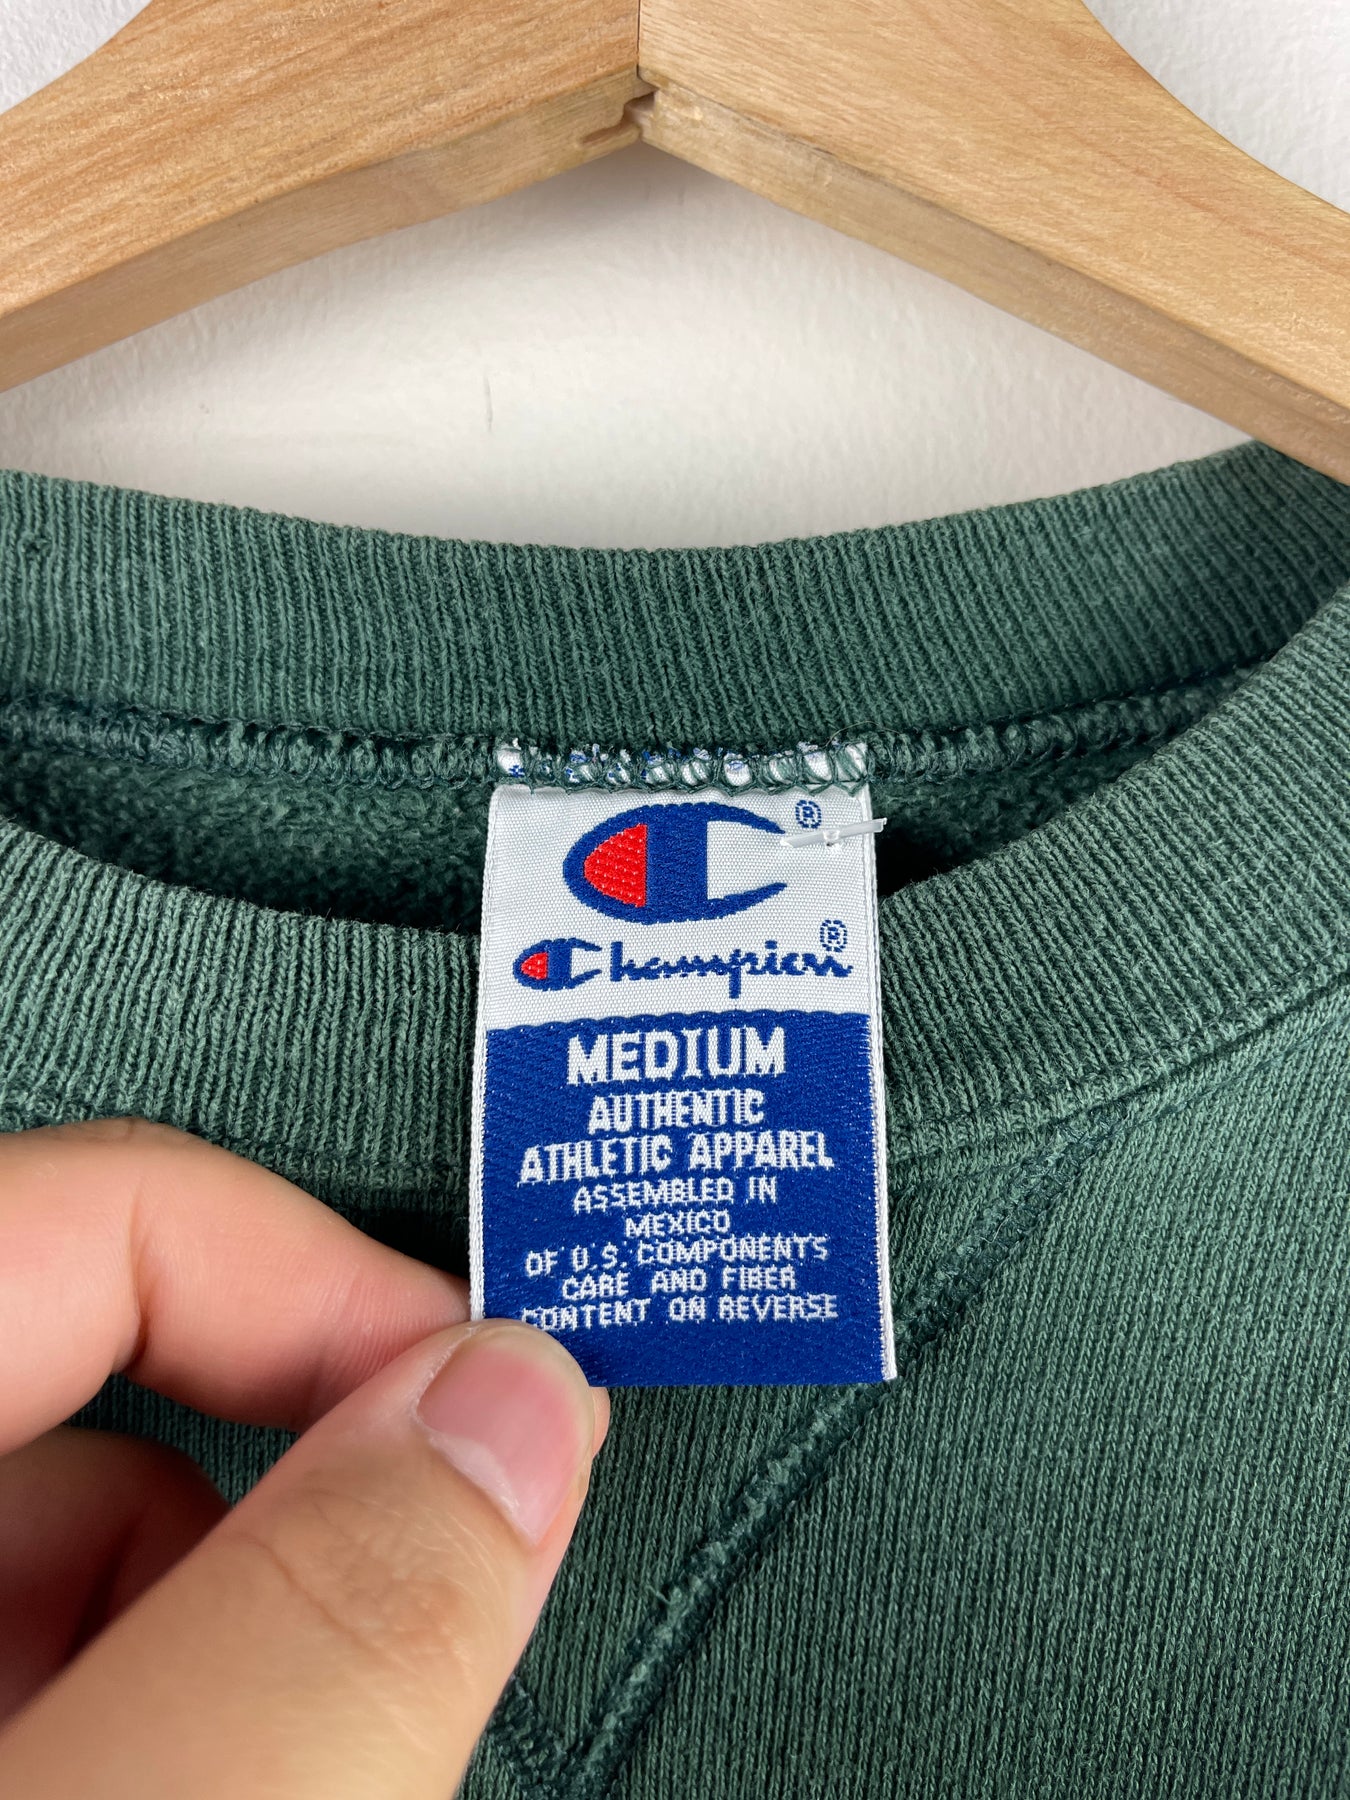 ®
Champion®
MEDIUM
AUTHENTIC
ATHLETIC APPAREL
ASSEMBLED IN
MEXICO
OF U.S. COMPONENTS
CARE AND FIBER
CONTENT ON REVERSE